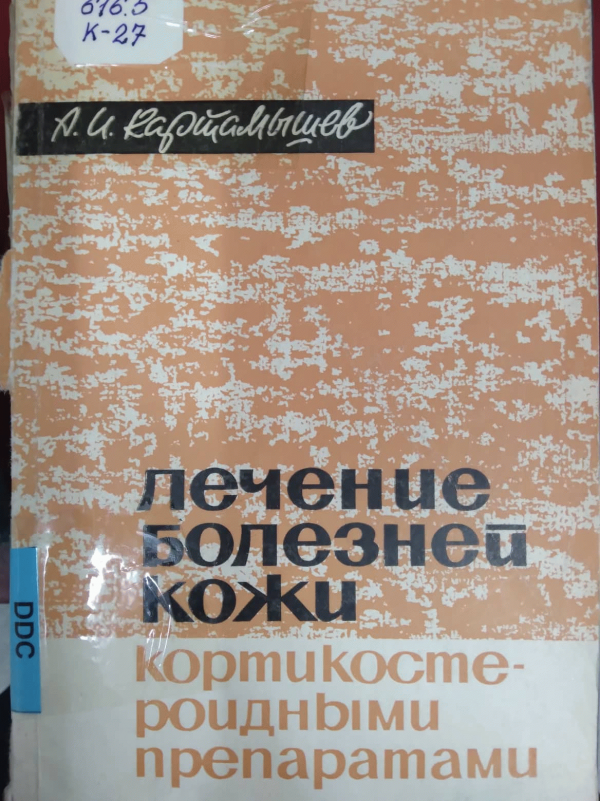 616.5
К-27
А. И. Картамышев
лечение
болезней
кожи
кортикосте-
роидными
препаратами
DDC